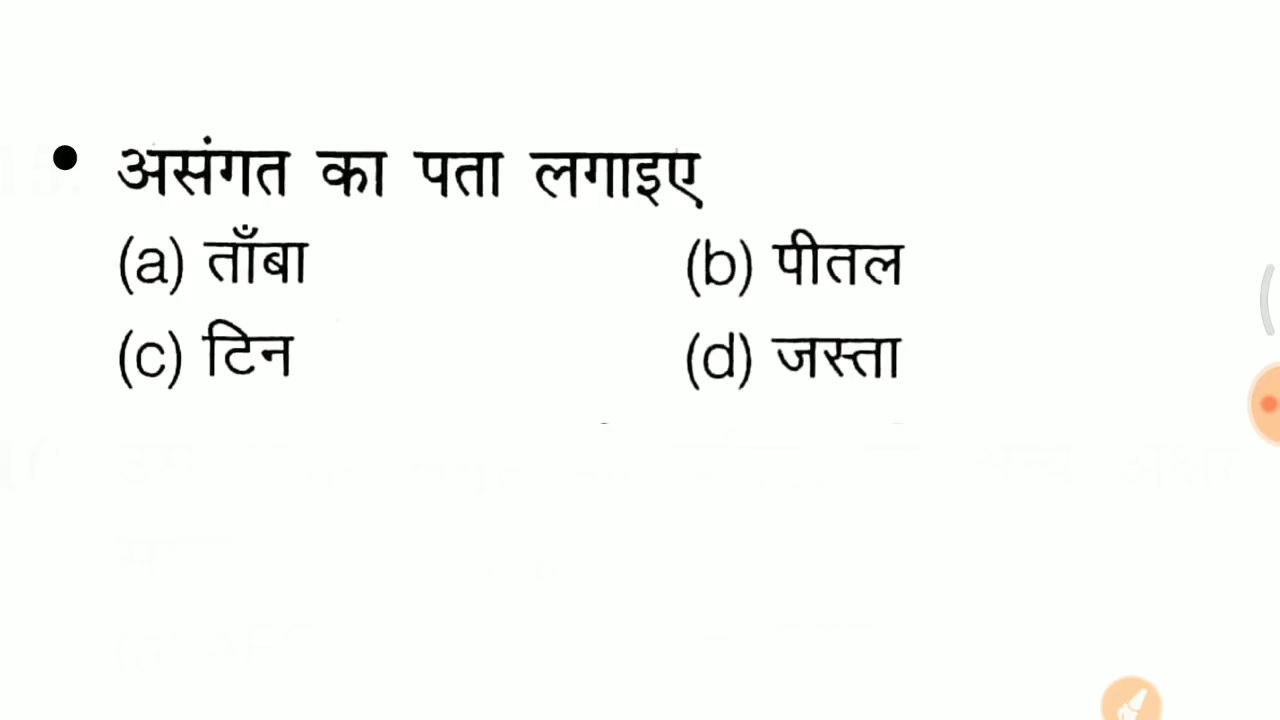 • असंगत का पता लगाइए
(a) ताँबा (b) पीतल
(c) टिन (d) जस्ता